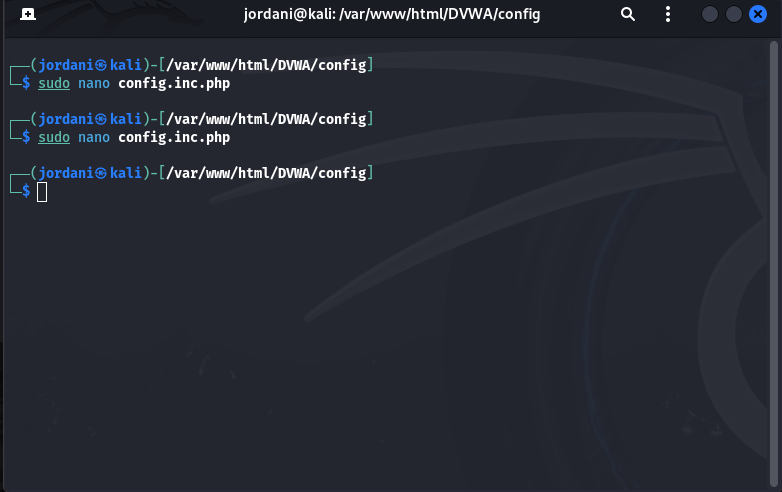 jordani@kali: /var/www/html/DVWA/config
┌──(jordani㉿kali)-[/var/www/html/DVWA/config]
└─$ sudo nano config.inc.php
┌──(jordani㉿kali)-[/var/www/html/DVWA/config]
└─$ sudo nano config.inc.php
┌──(jordani㉿kali)-[/var/www/html/DVWA/config]
└─$